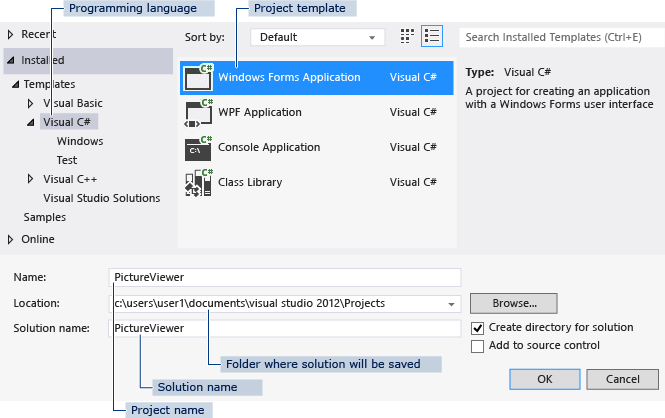 Programming language
Project template
Recent
Installed
Templates
Visual Basic
Visual C#
Windows
Test
Visual C++
Visual Studio Solutions
Samples
Online
Sort by:
Default
C#
Windows Forms Application
Visual C#
C#
WPF Application
Visual C#
C#
C:\
Console Application
Visual C#
C#
Class Library
Visual C#
Search Installed Templates (Ctrl+E)
Type: Visual C#
A project for creating an application
with a Windows Forms user interface
Name:
PictureViewer
Location:
c:\users\user1\documents\visual studio 2012\Projects
Browse...
Solution name:
PictureViewer
Create directory for solution
Add to source control
Folder where solution will be saved
Solution name
Project name
OK
Cancel